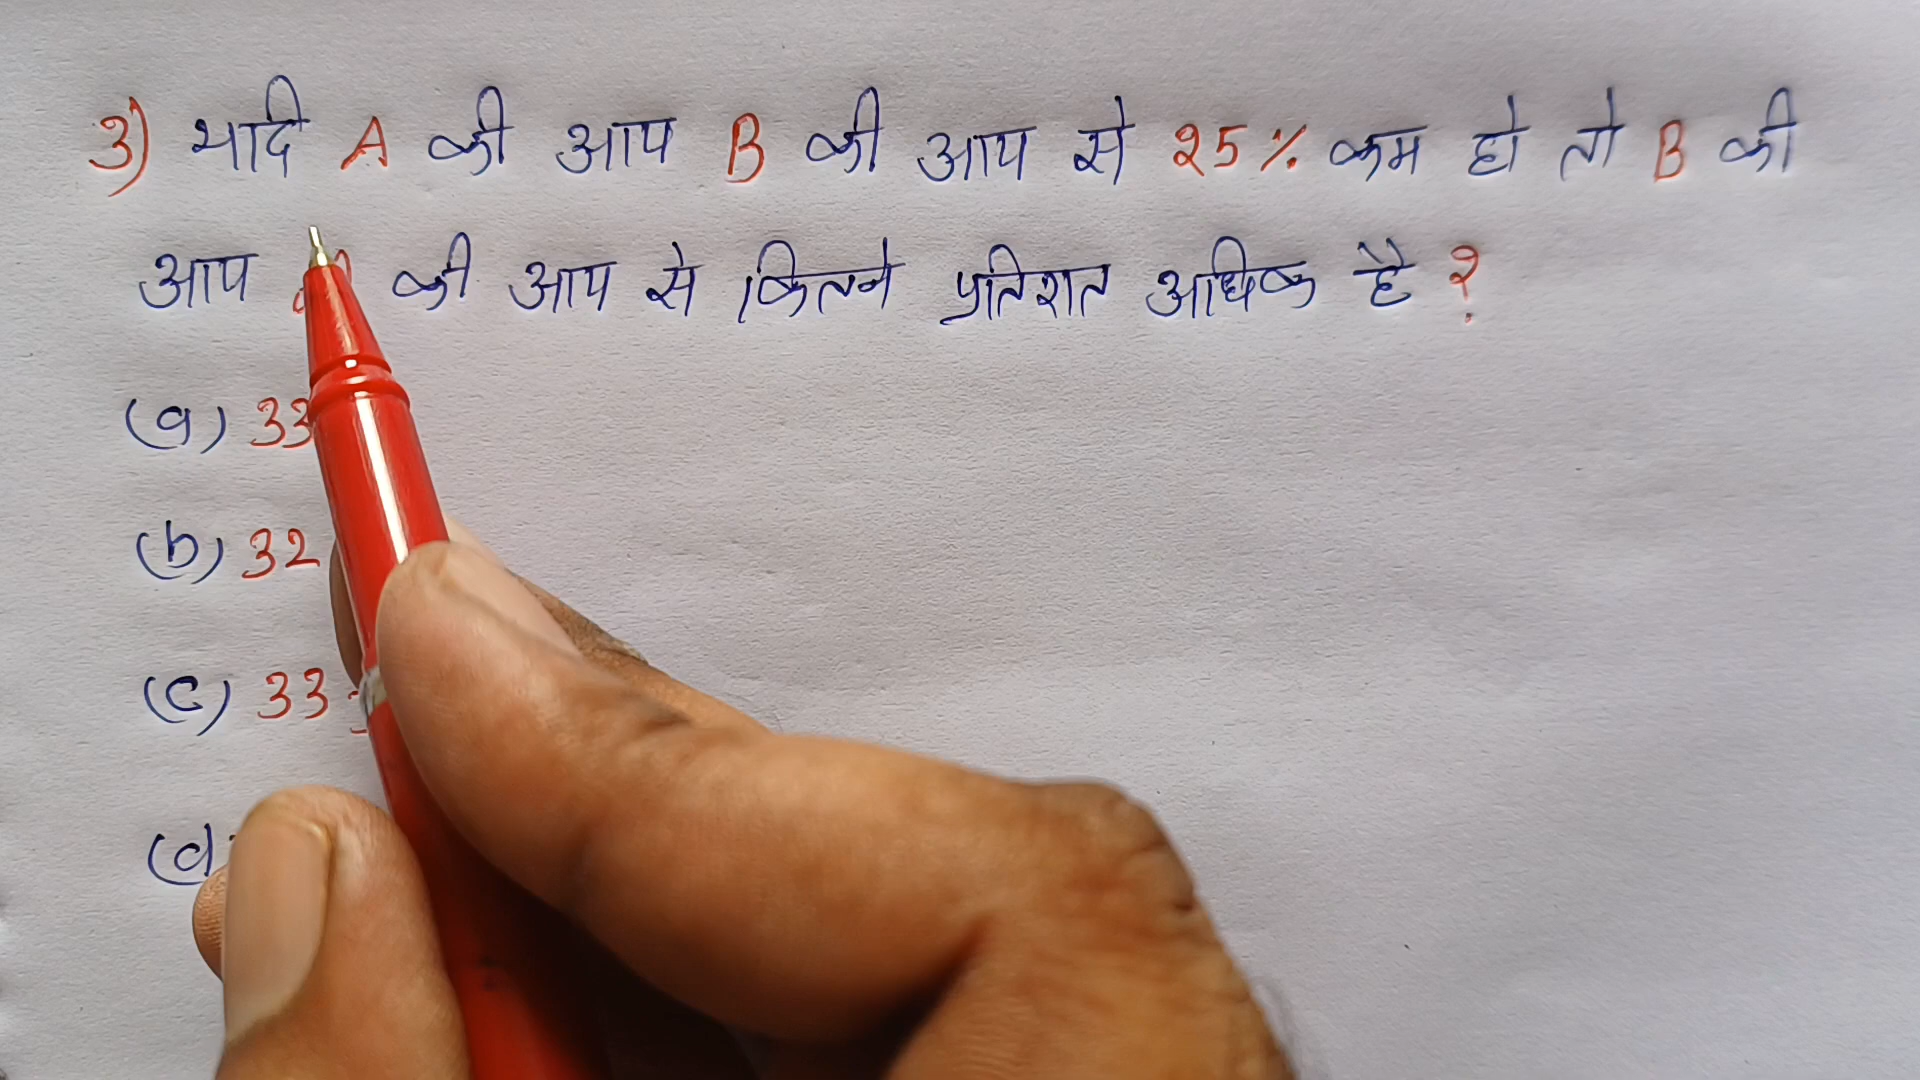 3) यदि A की आय B की आय से 25% कम हो तो B की
आय की आय से कितने प्रतिशत अधिक है ?
(a) 33
(b) 32
(c) 33
(d)